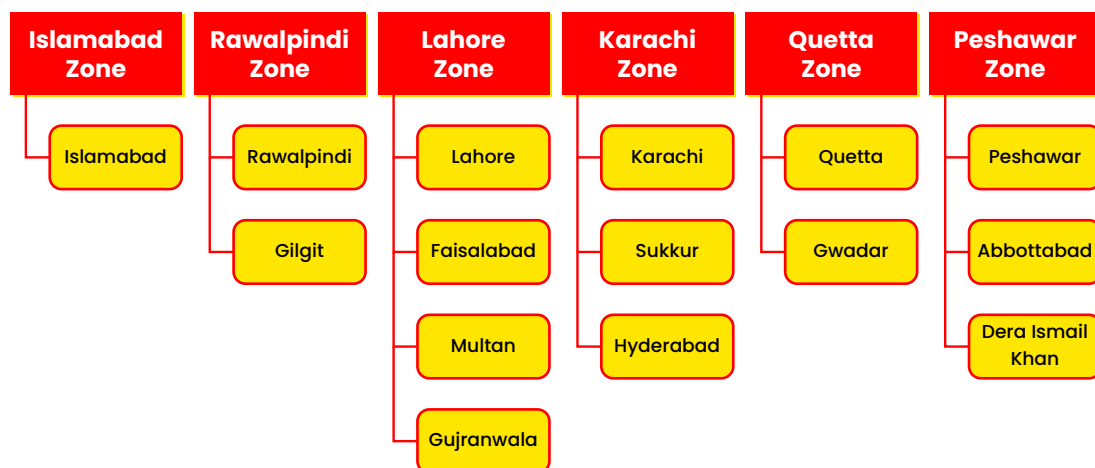 Islamabad
Zone
Rawalpindi
Zone
Lahore
Zone
Karachi
Zone
Quetta
Zone
Peshawar
Zone
Islamabad
Rawalpindi
Gilgit
Lahore
Faisalabad
Multan
Gujranwala
Karachi
Sukkur
Hyderabad
Quetta
Gwadar
Peshawar
Abbottabad
Dera Ismail
Khan